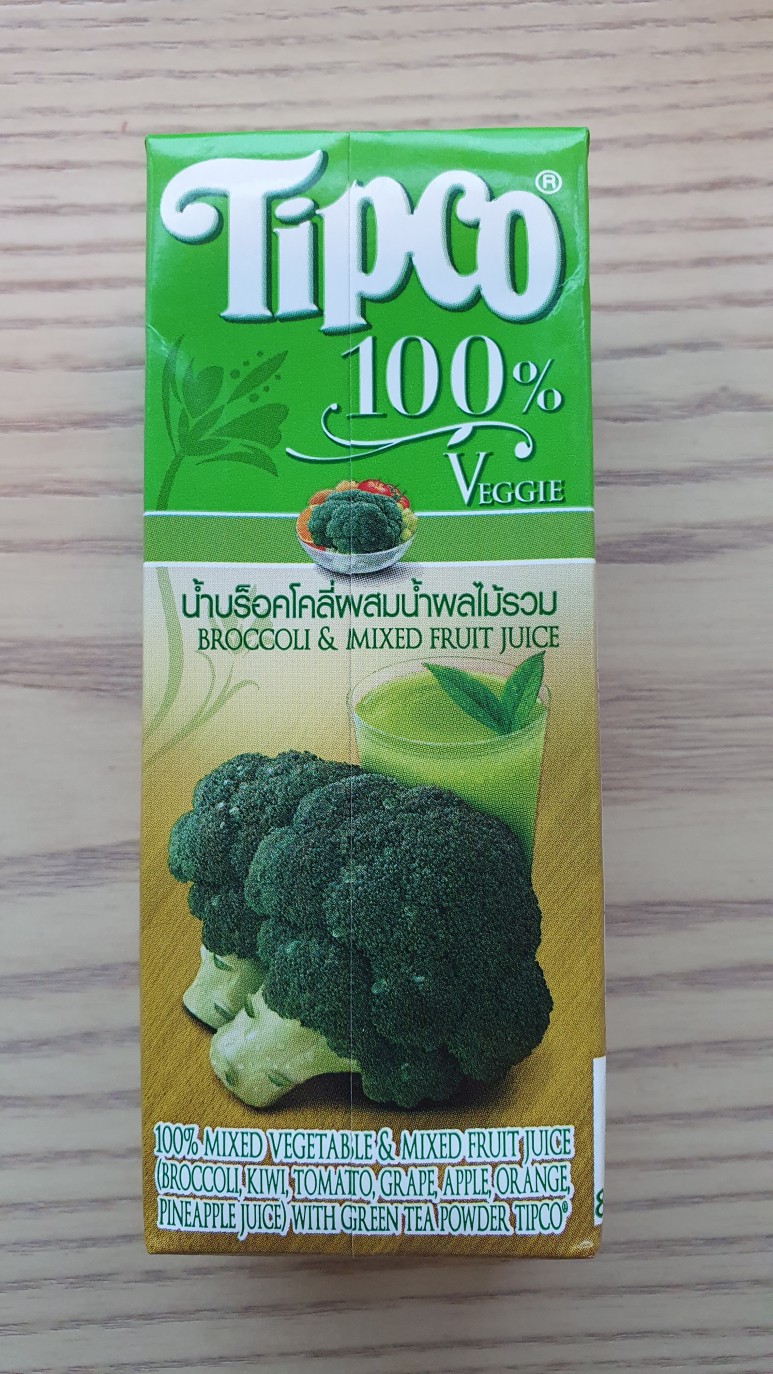 Tipco®
100%
VEGGIE
น้ำบร็อคโคลี่ผสมน้ำผลไม้รวม
BROCCOLI & MIXED FRUIT JUICE
100% MIXED VEGETABLE & MIXED FRUIT JUICE
(BROCCOLI, KIWI, TOMATO, GRAPE, APPLE, ORANGE,
PINEAPPLE JUICE) WITH GREEN TEA POWDER TIPCO®